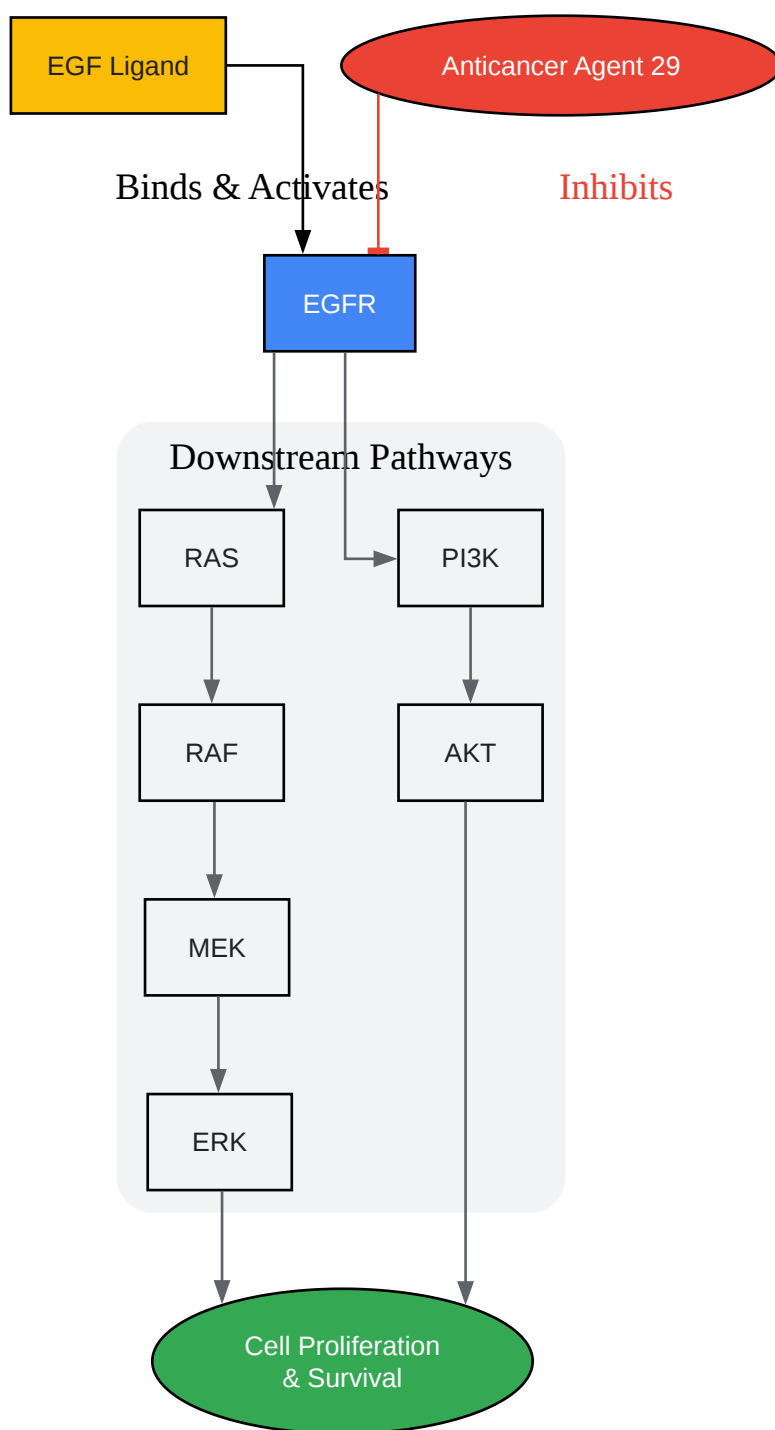 EGF Ligand
Anticancer Agent 29
Binds & Activates
Inhibits
EGFR
Downstream Pathways
RAS
PI3K
RAF
AKT
MEK
ERK
Cell Proliferation
& Survival